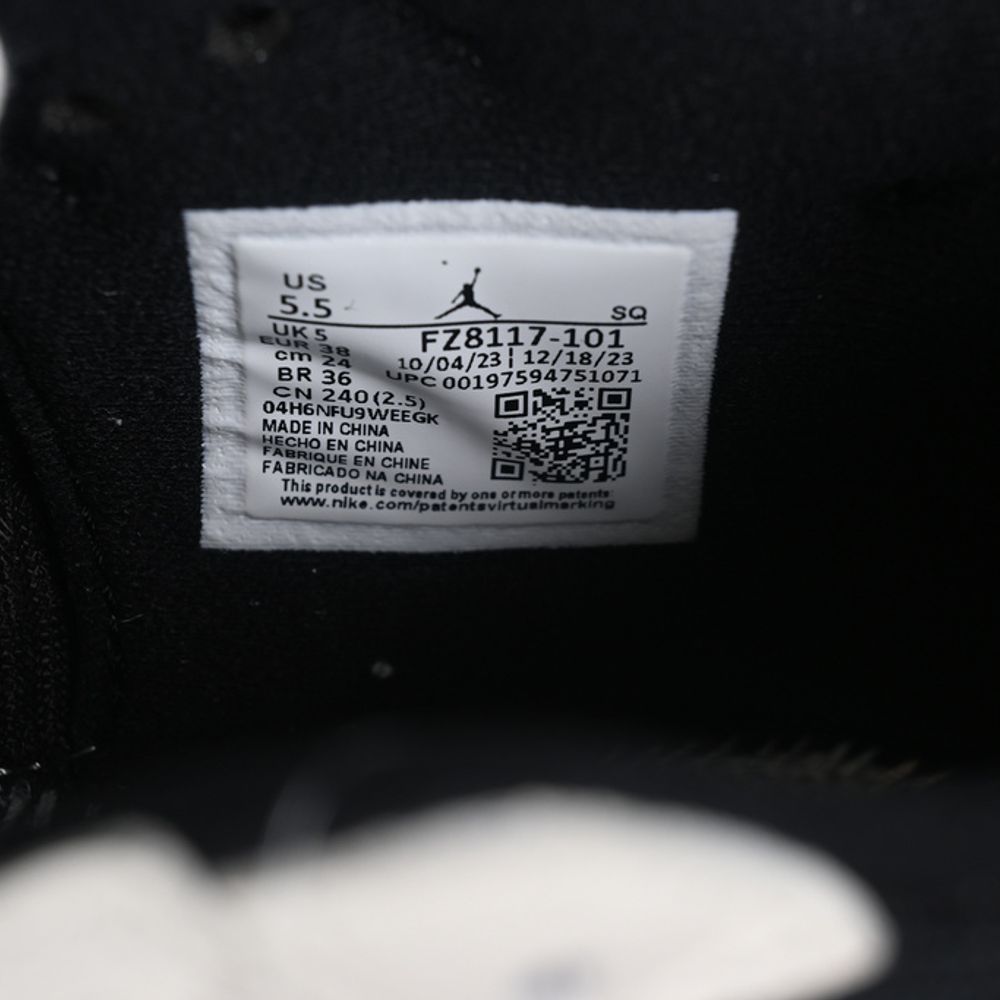 US
5.5
SQ
UK 5
FZ8117-101
EUR 38
cm 24
10/04/23 | 12/18/23
BR 36
UPC 00197594751071
CN 240 (2.5)
04H6NFU9WEEGK
MADE IN CHINA
HECHO EN CHINA
FABRIQUE EN CHINE
FABRICADO NA CHINA
This product is covered by one or more patents:
www.nike.com/patentsvirtualmarking